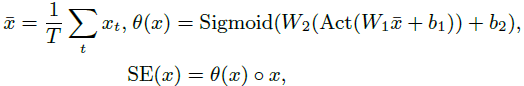 x̄ = 1/T ∑_t x_t, θ(x) = Sigmoid(W_2(Act(W_1x̄ + b_1)) + b_2),
SE(x) = θ(x) ∘ x,